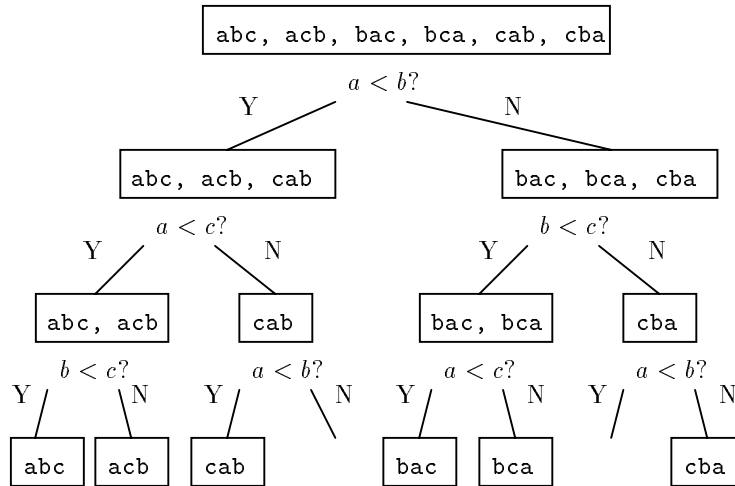 abc, acb, bac, bca, cab, cba
a < b?
Y N
abc, acb, cab bac, bca, cba
a < c? b < c?
Y N Y N
abc, acb cab bac, bca cba
b < c? a < b? a < c? a < b?
Y N Y N Y N Y N
abc acb cab bac bca cba